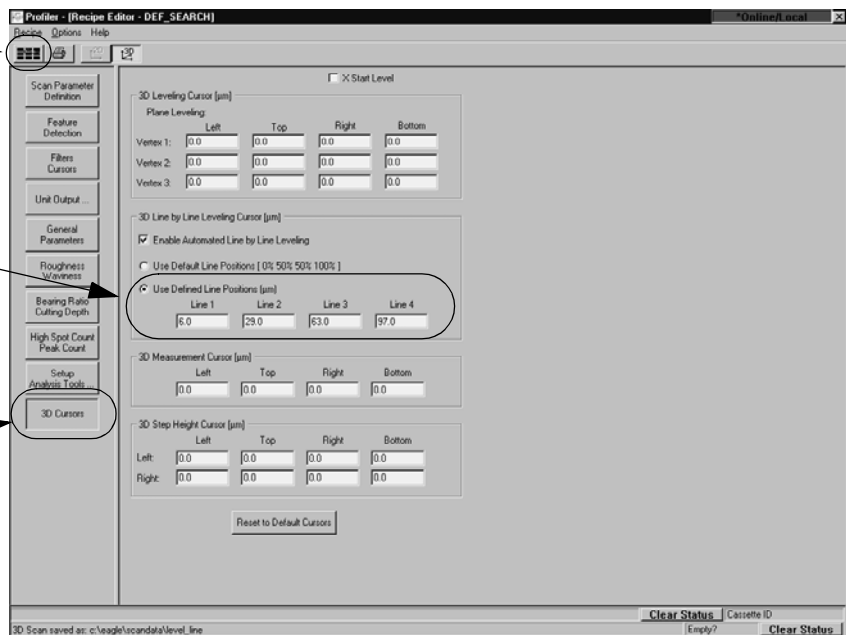 Profiler - [Recipe Editor - DEF_SEARCH] *Online/Local
Recipe Options Help
3D
X Start Level
Scan Parameter
Definition
Feature
Detection
Filters
Cursors
Unit Output ...
General
Parameters
Roughness
Waviness
Bearing Ratio
Cutting Depth
High Spot Count
Peak Count
Setup
Analysis Tools ...
3D Cursors
3D Leveling Cursor [µm]
Plane Leveling:
Left Top Right Bottom
Vertex 1: 0.0 0.0 0.0 0.0
Vertex 2: 0.0 0.0 0.0 0.0
Vertex 3: 0.0 0.0 0.0 0.0
3D Line by Line Leveling Cursor [µm]
Enable Automated Line by Line Leveling
Use Default Line Positions [ 0% 50% 50% 100% ]
Use Defined Line Positions (µm)
Line 1 Line 2 Line 3 Line 4
6.0 29.0 63.0 97.0
3D Measurement Cursor [µm]
Left Top Right Bottom
0.0 0.0 0.0 0.0
3D Step Height Cursor [µm]
Left Top Right Bottom
Left: 0.0 0.0 0.0 0.0
Right: 0.0 0.0 0.0 0.0
Reset to Default Cursors
Clear Status Cassette ID
3D Scan saved as: c:\eagle\scandata\level_line Empty? Clear Status